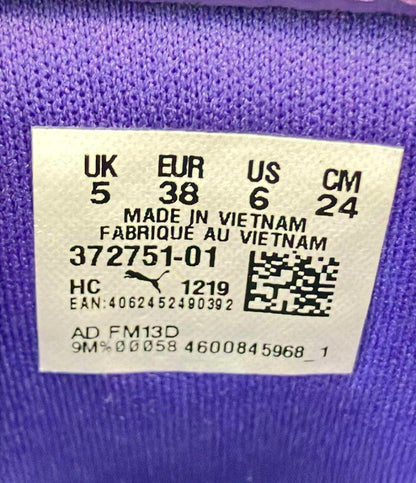 UK EUR US CM
5 38 6 24
MADE IN VIETNAM
FABRIQUÉ AU VIETNAM
372751-01
HC 1219
EAN:4062452490392
AD FM13D
9M%00058 4600845968_1